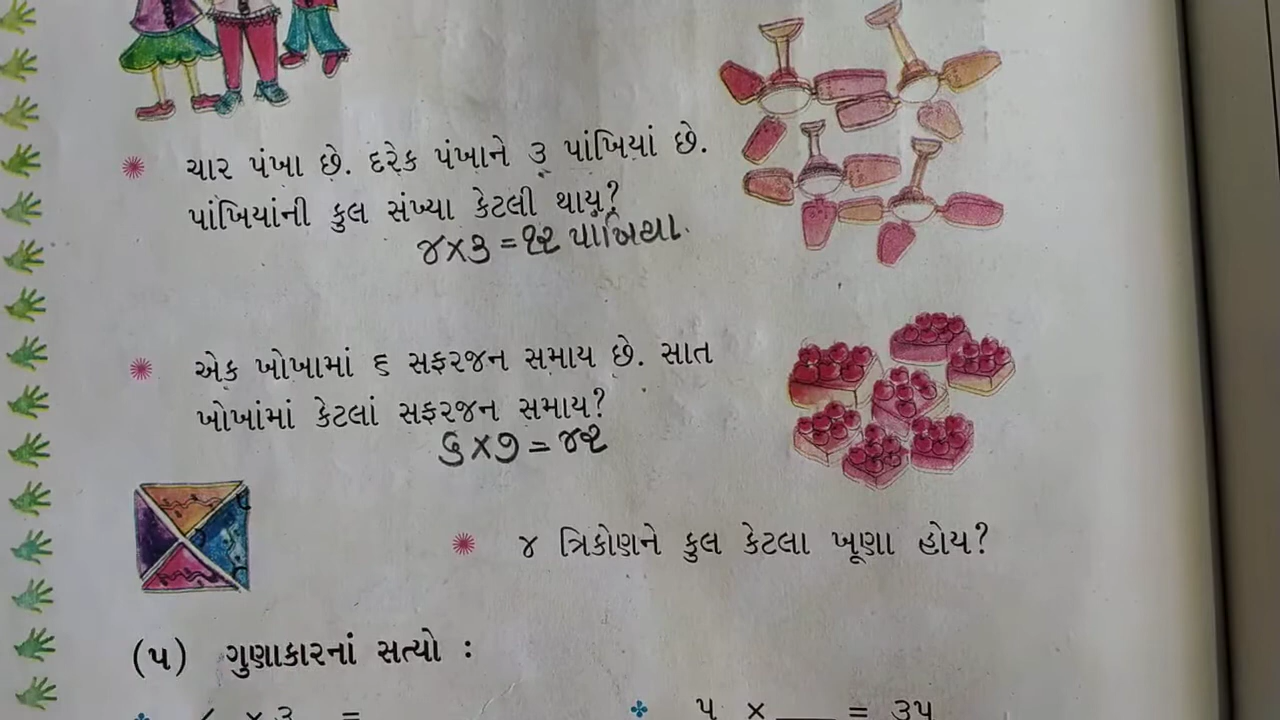 ચાર પંખા છે. દરેક પંખાને ૩ પાંખિયાં છે.
પાંખિયાંની કુલ સંખ્યા કેટલી થાય?
૪×૩ = ૧૨ પાંખિયા.
એક ખોખામાં ૬ સફરજન સમાય છે. સાત
ખોખાંમાં કેટલાં સફરજન સમાય?
૬×૭ = ૪૨
૪ ત્રિકોણને કુલ કેટલા ખૂણા હોય?
(૫) ગુણાકારનાં સત્યો :
× ૩ =
૫ × ___ = ૩૫